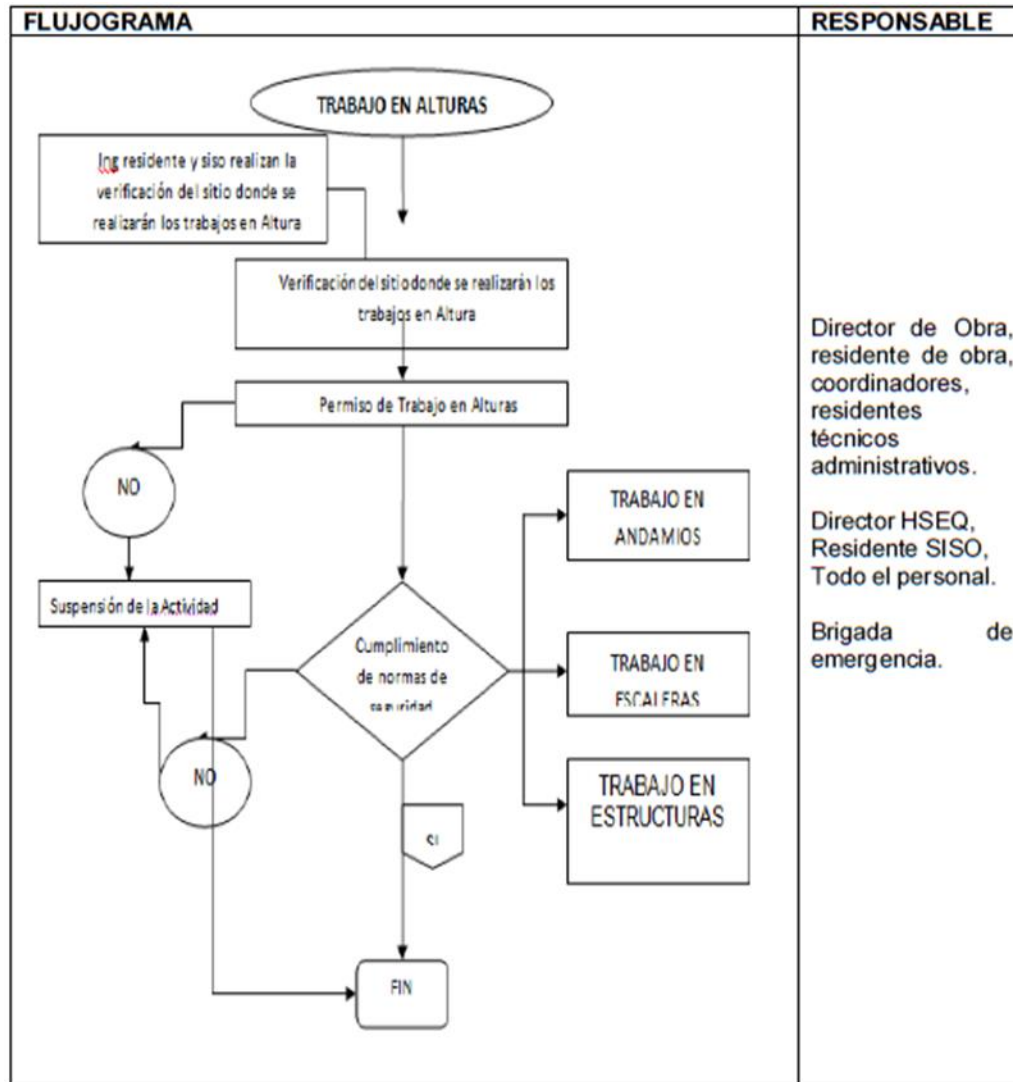 FLUJOGRAMA
RESPONSABLE
TRABAJO EN ALTURAS
Ing residente y siso realizan la
verificación del sitio donde se
realizarán los trabajos en Altura
Verificación del sitio donde se realizarán los
trabajos en Altura
Permiso de Trabajo en Alturas
NO
Suspensión de la Actividad
Cumplimiento
de normas de
seguridad
NO
SI
FIN
TRABAJO EN
ANDAMIOS
TRABAJO EN
ESCALERAS
TRABAJO EN
ESTRUCTURAS
Director de Obra,
residente de obra,
coordinadores,
residentes
técnicos
administrativos.
Director HSEQ,
Residente SISO,
Todo el personal.
Brigada de
emergencia.